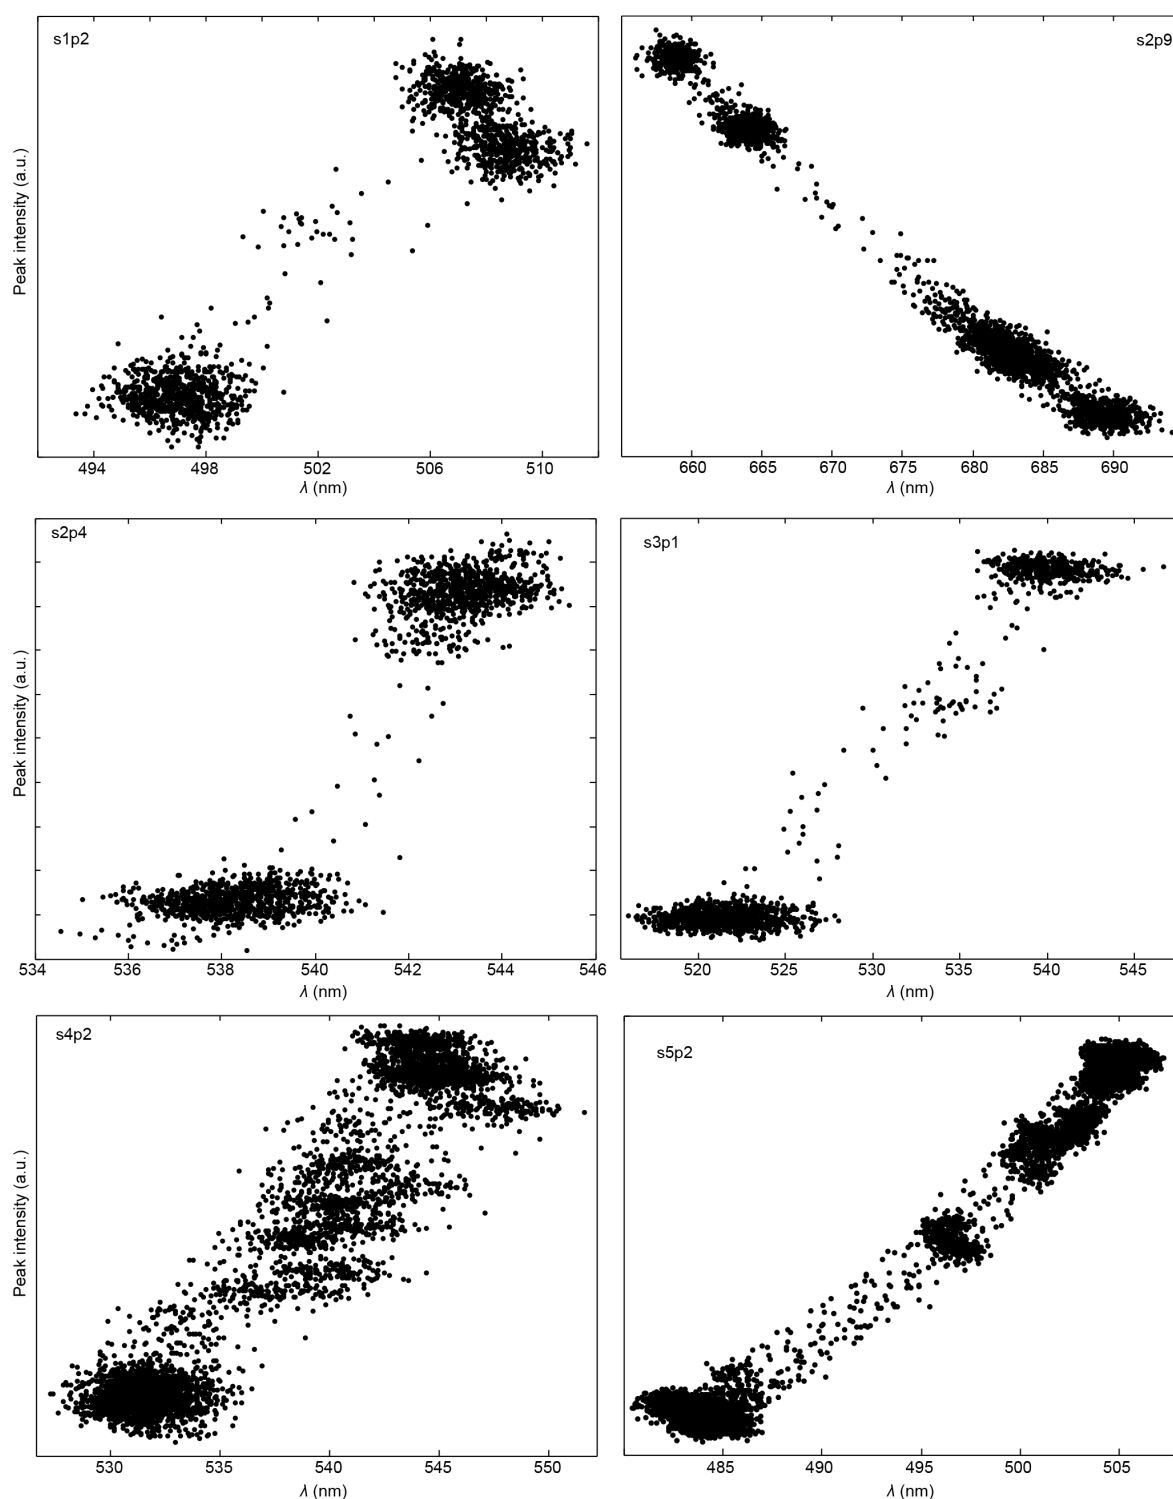 s1p2
s2p9
Peak intensity (a.u.)
494 498 502 506 510
660 665 670 675 680 685 690
λ (nm)
λ (nm)
s2p4
s3p1
Peak intensity (a.u.)
534 536 538 540 542 544 546
520 525 530 535 540 545
λ (nm)
λ (nm)
s4p2
s5p2
Peak intensity (a.u.)
530 535 540 545 550
485 490 495 500 505
λ (nm)
λ (nm)